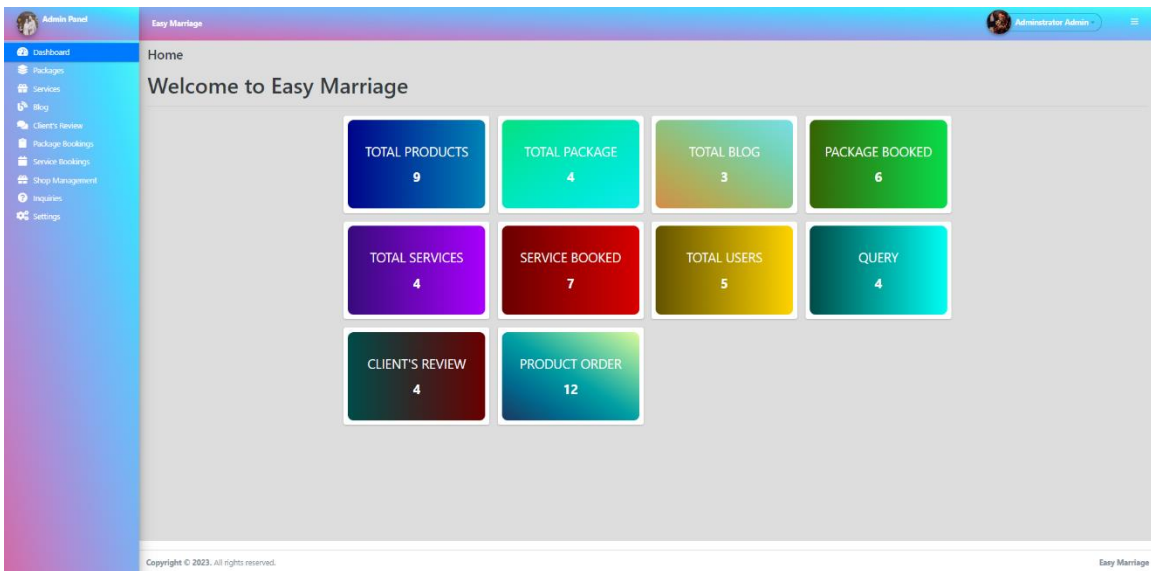 Admin Panel
Easy Marriage
Adminstrator Admin
Dashboard
Packages
Services
Blog
Client's Review
Package Bookings
Service Bookings
Shop Management
Inquiries
Settings
Home
Welcome to Easy Marriage
TOTAL PRODUCTS
9
TOTAL PACKAGE
4
TOTAL BLOG
3
PACKAGE BOOKED
6
TOTAL SERVICES
4
SERVICE BOOKED
7
TOTAL USERS
5
QUERY
4
CLIENT'S REVIEW
4
PRODUCT ORDER
12
Copyright © 2023. All rights reserved.
Easy Marriage